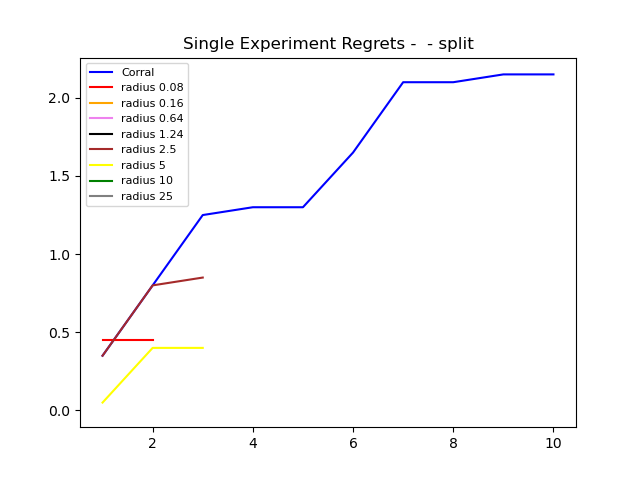 Single Experiment Regrets -  - split
Corral
radius 0.08
radius 0.16
radius 0.64
radius 1.24
radius 2.5
radius 5
radius 10
radius 25
2.0
1.5
1.0
0.5
0.0
2 4 6 8 10